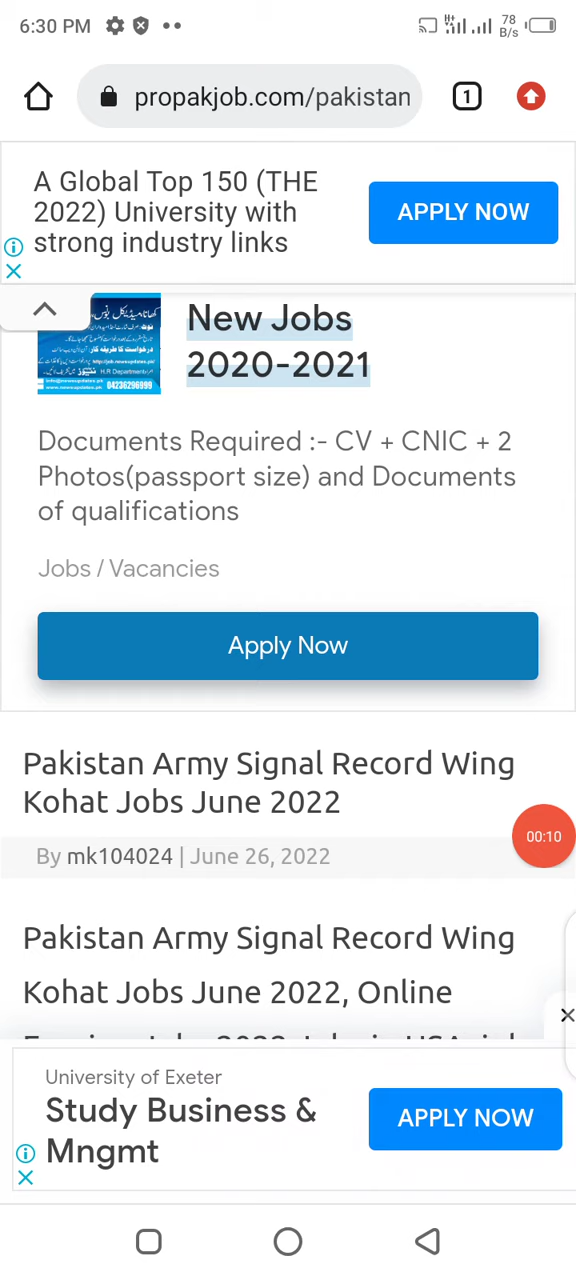 6:30 PM
78 B/s
propakjob.com/pakistan
1
A Global Top 150 (THE
2022) University with
strong industry links
APPLY NOW
New Jobs
2020-2021
04236296999
Documents Required :- CV + CNIC + 2
Photos(passport size) and Documents
of qualifications
Jobs / Vacancies
Apply Now
Pakistan Army Signal Record Wing
Kohat Jobs June 2022
00:10
By mk104024 | June 26, 2022
Pakistan Army Signal Record Wing
Kohat Jobs June 2022, Online
University of Exeter
Study Business &
Mngmt
APPLY NOW